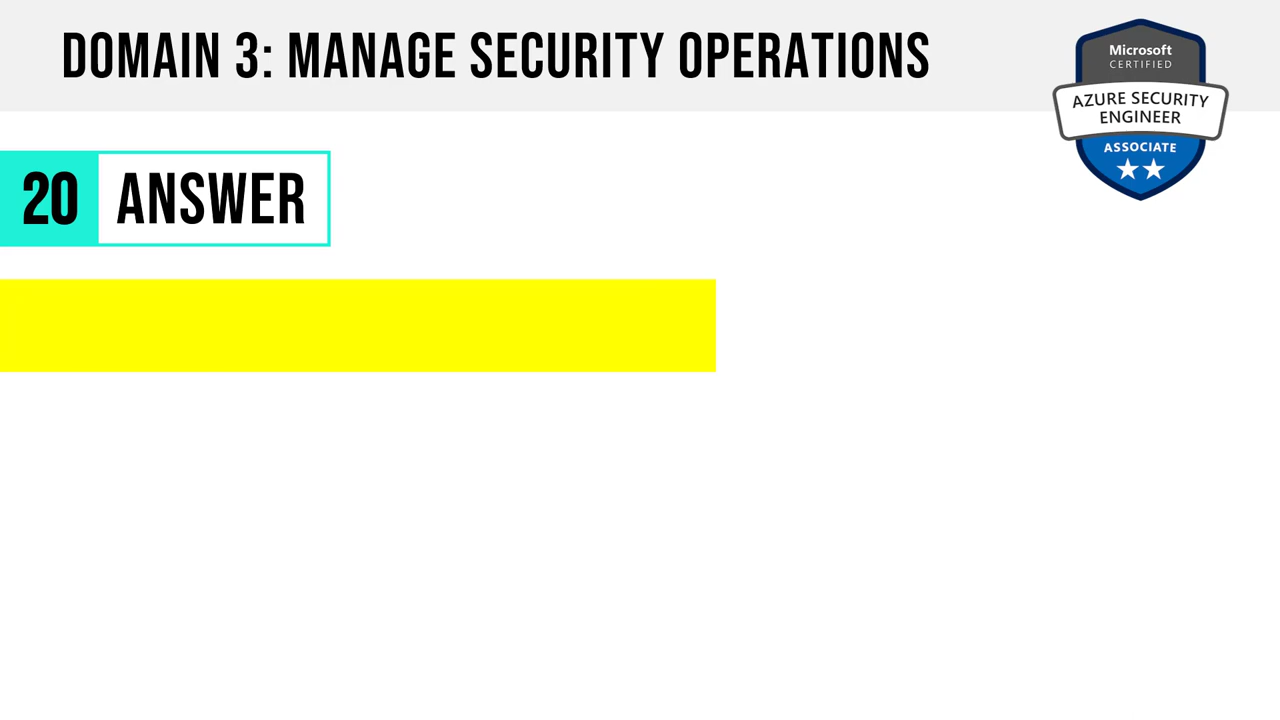 DOMAIN 3: MANAGE SECURITY OPERATIONS
Microsoft
CERTIFIED
AZURE SECURITY
ENGINEER
ASSOCIATE
20 ANSWER